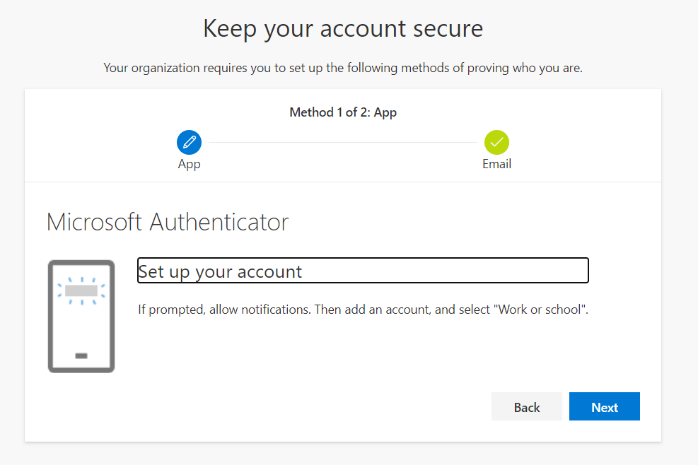 Keep your account secure
Your organization requires you to set up the following methods of proving who you are.
Method 1 of 2: App
App
Email
Microsoft Authenticator
Set up your account
If prompted, allow notifications. Then add an account, and select "Work or school".
Back
Next